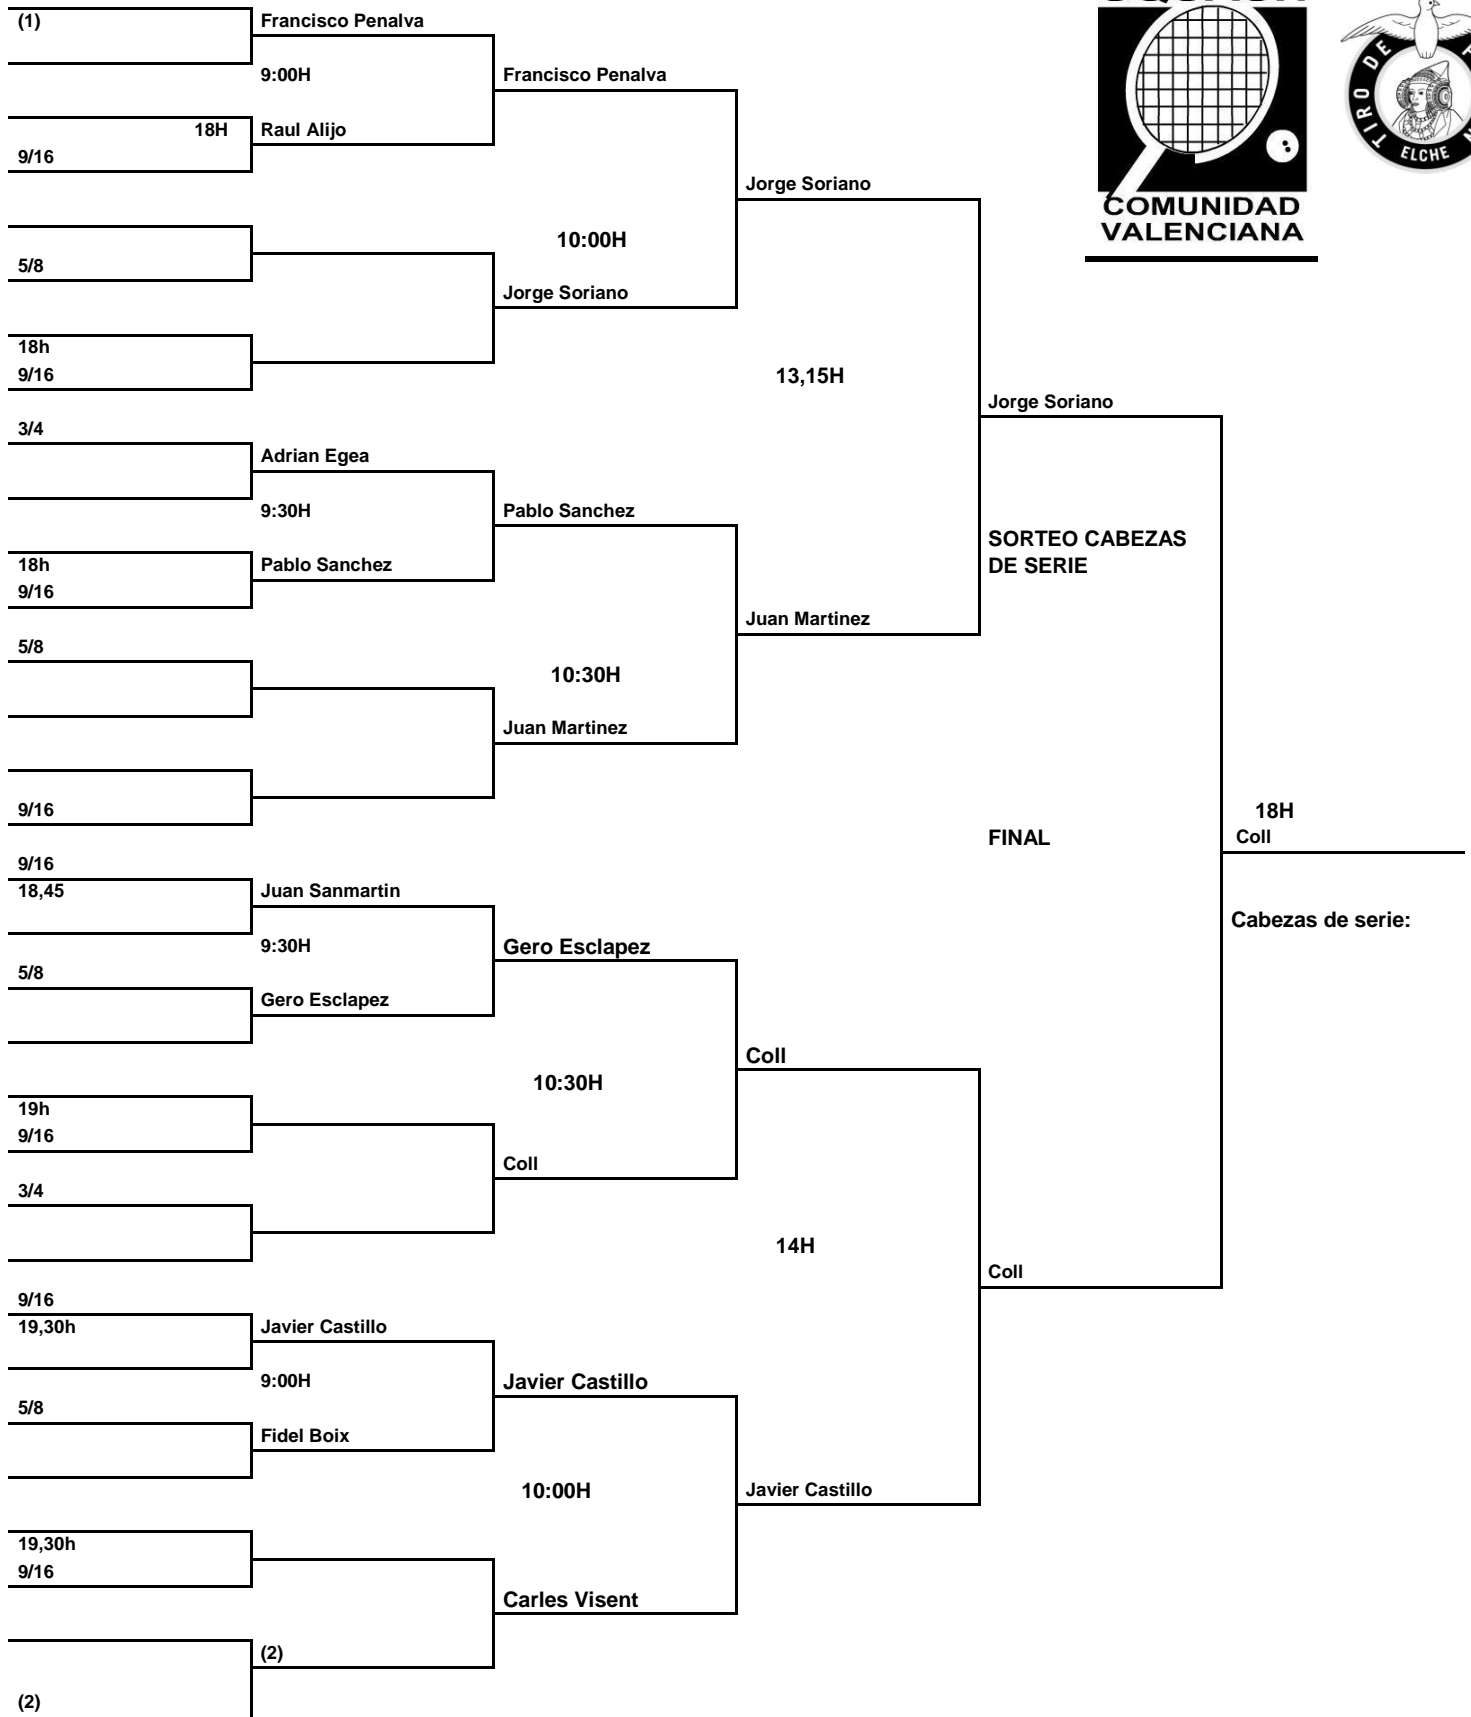 (1)
Francisco Penalva
9:00H
Francisco Penalva
18H
Raul Alijo
9/16
Jorge Soriano
10:00H
5/8
Jorge Soriano
18h
9/16
13,15H
Jorge Soriano
3/4
Adrian Egea
9:30H
Pablo Sanchez
SORTEO CABEZAS
DE SERIE
18h
Pablo Sanchez
9/16
Juan Martinez
5/8
10:30H
Juan Martinez
9/16
18H
FINAL
Coll
9/16
18,45
Juan Sanmartin
Cabezas de serie:
9:30H
Gero Esclapez
5/8
Gero Esclapez
Coll
10:30H
19h
9/16
Coll
3/4
14H
Coll
9/16
19,30h
Javier Castillo
9:00H
Javier Castillo
5/8
Fidel Boix
10:00H
Javier Castillo
19,30h
9/16
Carles Visent
(2)
(2)
COMUNIDAD
VALENCIANA
TIRO DE
ELCHE